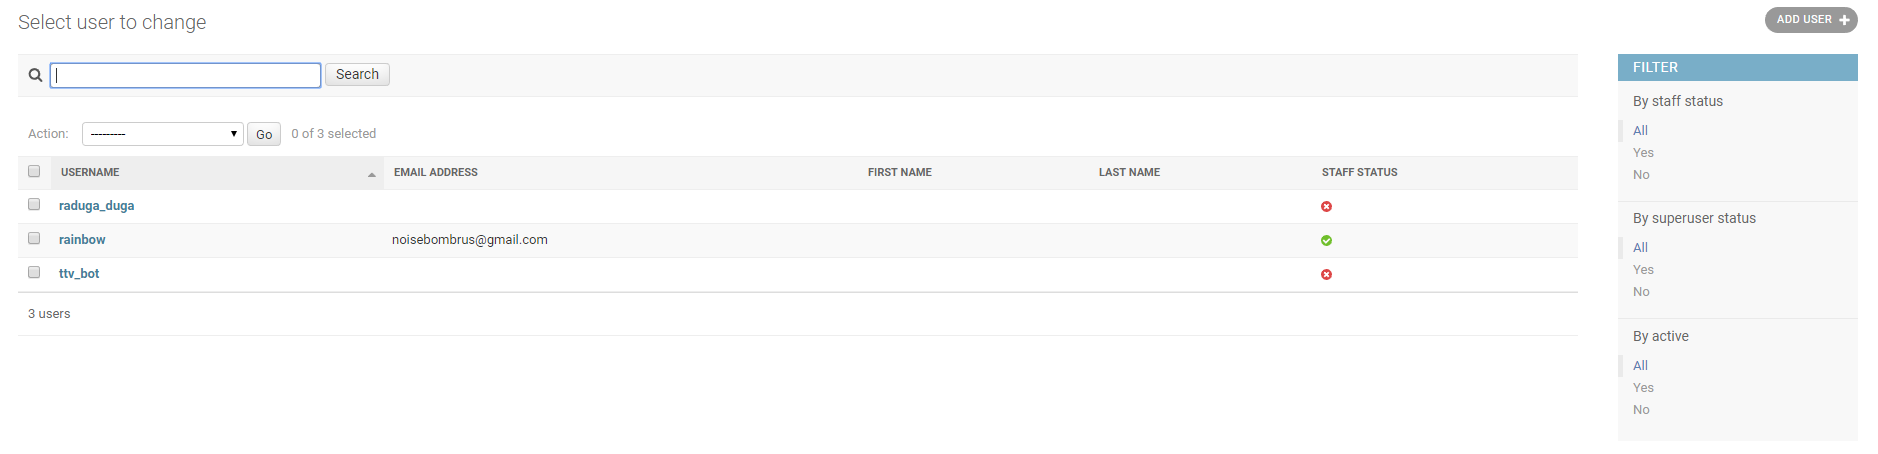 Select user to change
ADD USER
Search
Action: --------- Go 0 of 3 selected
USERNAME EMAIL ADDRESS FIRST NAME LAST NAME STAFF STATUS
raduga_duga
rainbow noisebombrus@gmail.com
ttv_bot
3 users
FILTER
By staff status
All
Yes
No
By superuser status
All
Yes
No
By active
All
Yes
No